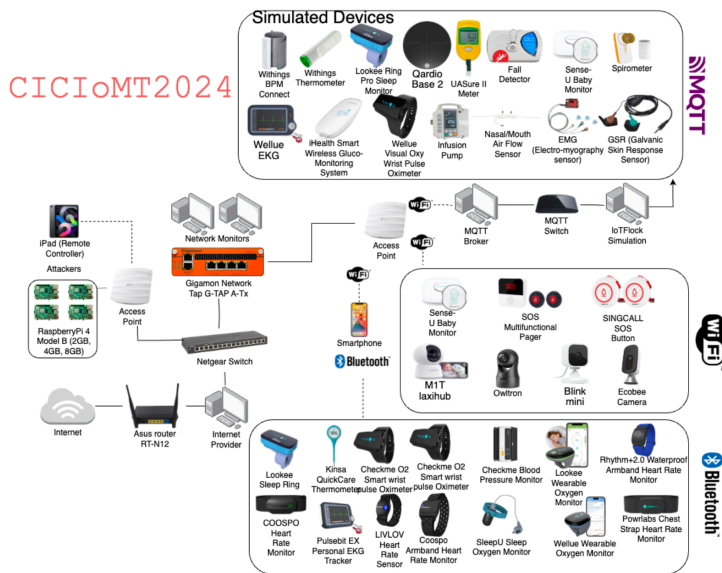 Simulated Devices
CICIoMT2024
Withings
BPM
Connect
Withings
Thermometer
Lookee Ring
Pro Sleep
Monitor
Qardio
Base 2
UASure II
Meter
Fall
Detector
Sense-
U Baby
Monitor
Spirometer
MQTT
Wellue
EKG
iHealth Smart
Wireless Gluco-
Monitoring
System
Wellue
Visual Oxy
Wrist Pulse
Oximeter
Infusion
Pump
Nasal/Mouth
Air Flow
Sensor
EMG
(Electro-myography
sensor)
GSR (Galvanic
Skin Response
Sensor)
iPad (Remote
Controller)
Attackers
Network Monitors
Gigamon Network
Tap G-TAP A-Tx
Access
Point
WiFi
MQTT
Broker
MQTT
Switch
IoTFlock
Simulation
WiFi
WiFi
RaspberryPi 4
Model B (2GB,
4GB, 8GB)
Access
Point
Netgear Switch
Smartphone
Bluetooth
Sense-
U Baby
Monitor
SOS
Multifunctional
Pager
SINGCALL
SOS
Button
WiFi
M1T
laxihub
Owltron
Blink
mini
Ecobee
Camera
Internet
Asus router
RT-N12
Internet
Provider
Lookee
Sleep Ring
Kinsa
QuickCare
Thermometer
Checkme O2
Smart wrist
pulse Oximeter
Checkme O2
Smart wrist
pulse Oximeter
Checkme Blood
Pressure Monitor
Lookee
Wearable
Oxygen Monitor
Rhythm+2.0 Waterproof
Armband Heart Rate
Monitor
Bluetooth
COOSPO
Heart
Rate
Monitor
Pulsebit EX
Personal EKG
Tracker
LIVLOV
Heart
Rate
Sensor
Coospo
Armband Heart
Rate Monitor
SleepU Sleep
Oxygen Monitor
Wellue Wearable
Oxygen Monitor
Powrlabs Chest
Strap Heart Rate
Monitor